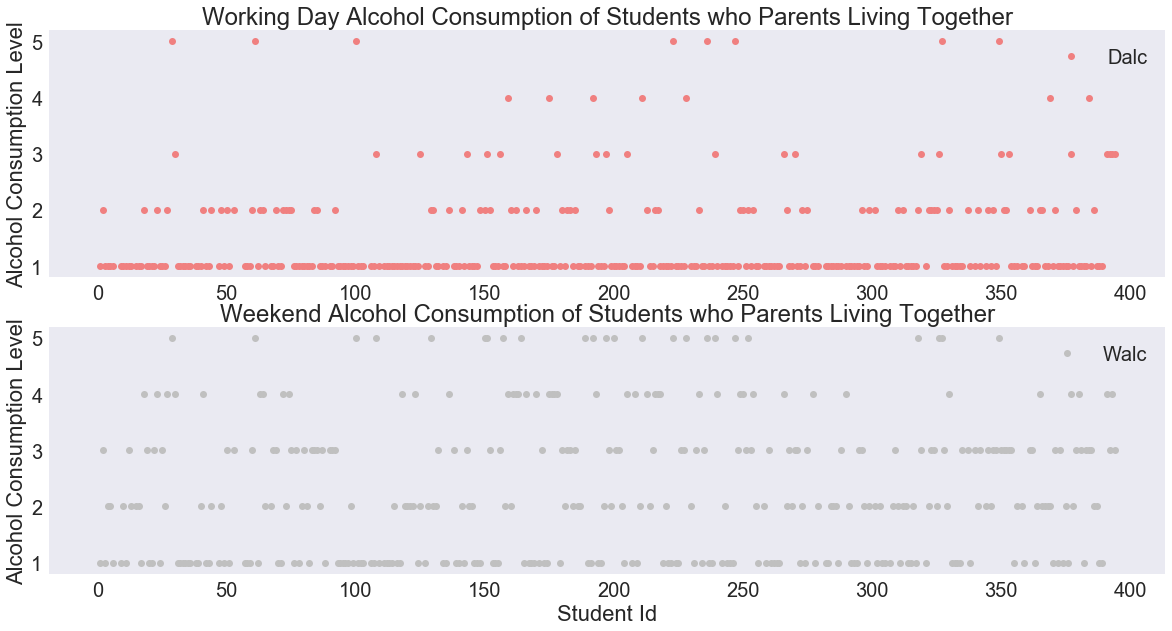 Working Day Alcohol Consumption of Students who Parents Living Together
Alcohol Consumption Level
5
4
3
2
1
Dalc
0 50 100 150 200 250 300 350 400
Weekend Alcohol Consumption of Students who Parents Living Together
Alcohol Consumption Level
5
4
3
2
1
Walc
0 50 100 150 200 250 300 350 400
Student Id